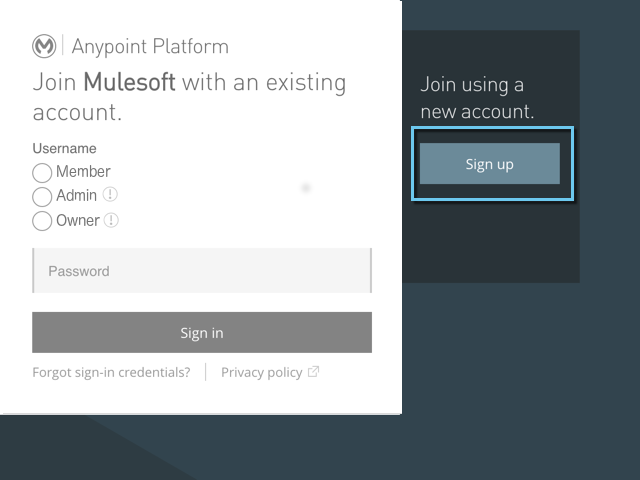 Anypoint Platform
Join Mulesoft with an existing
account.
Username
Member
Admin
Owner
Password
Sign in
Forgot sign-in credentials?
Privacy policy
Join using a
new account.
Sign up